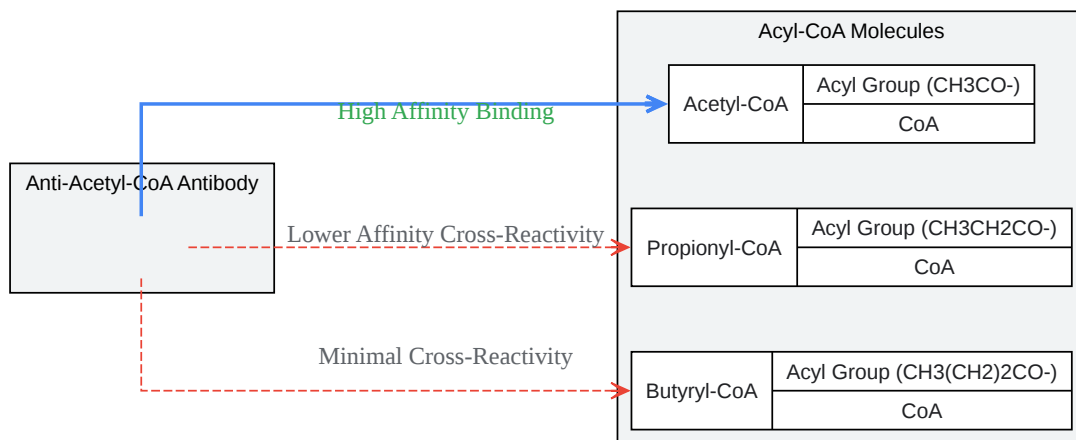 Acyl-CoA Molecules
Acetyl-CoA
Acyl Group (CH3CO-)
CoA
High Affinity Binding
Anti-Acetyl-CoA Antibody
Lower Affinity Cross-Reactivity
Propionyl-CoA
Acyl Group (CH3CH2CO-)
CoA
Minimal Cross-Reactivity
Butyryl-CoA
Acyl Group (CH3(CH2)2CO-)
CoA